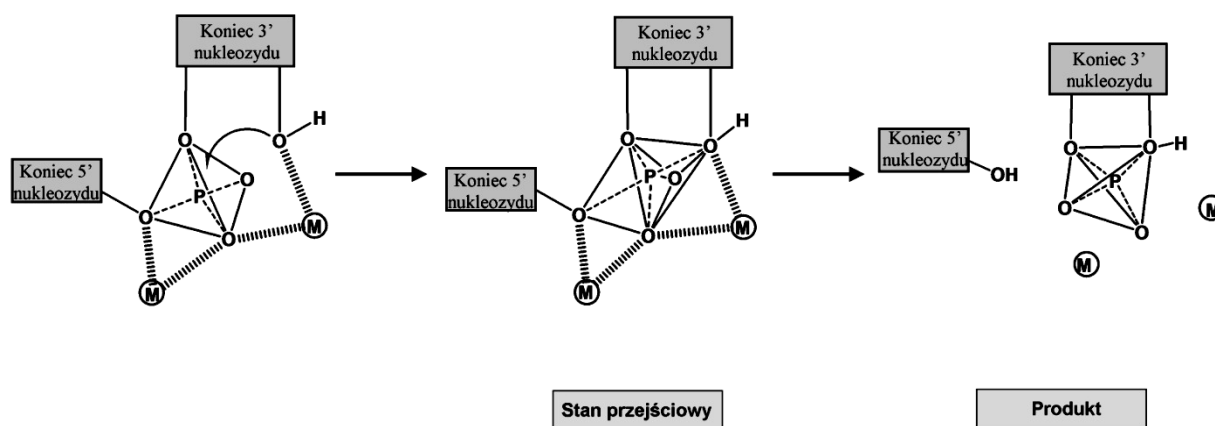 Koniec 3’
nukleozydu
O
O
H
Koniec 5’
nukleozydu
P
O
O
O
M
M
Koniec 3’
nukleozydu
O
O
H
Koniec 5’
nukleozydu
P
O
O
O
M
M
Koniec 5’
nukleozydu
OH
Koniec 3’
nukleozydu
O
O
H
P
O
O
M
M
Stan przejściowy
Produkt